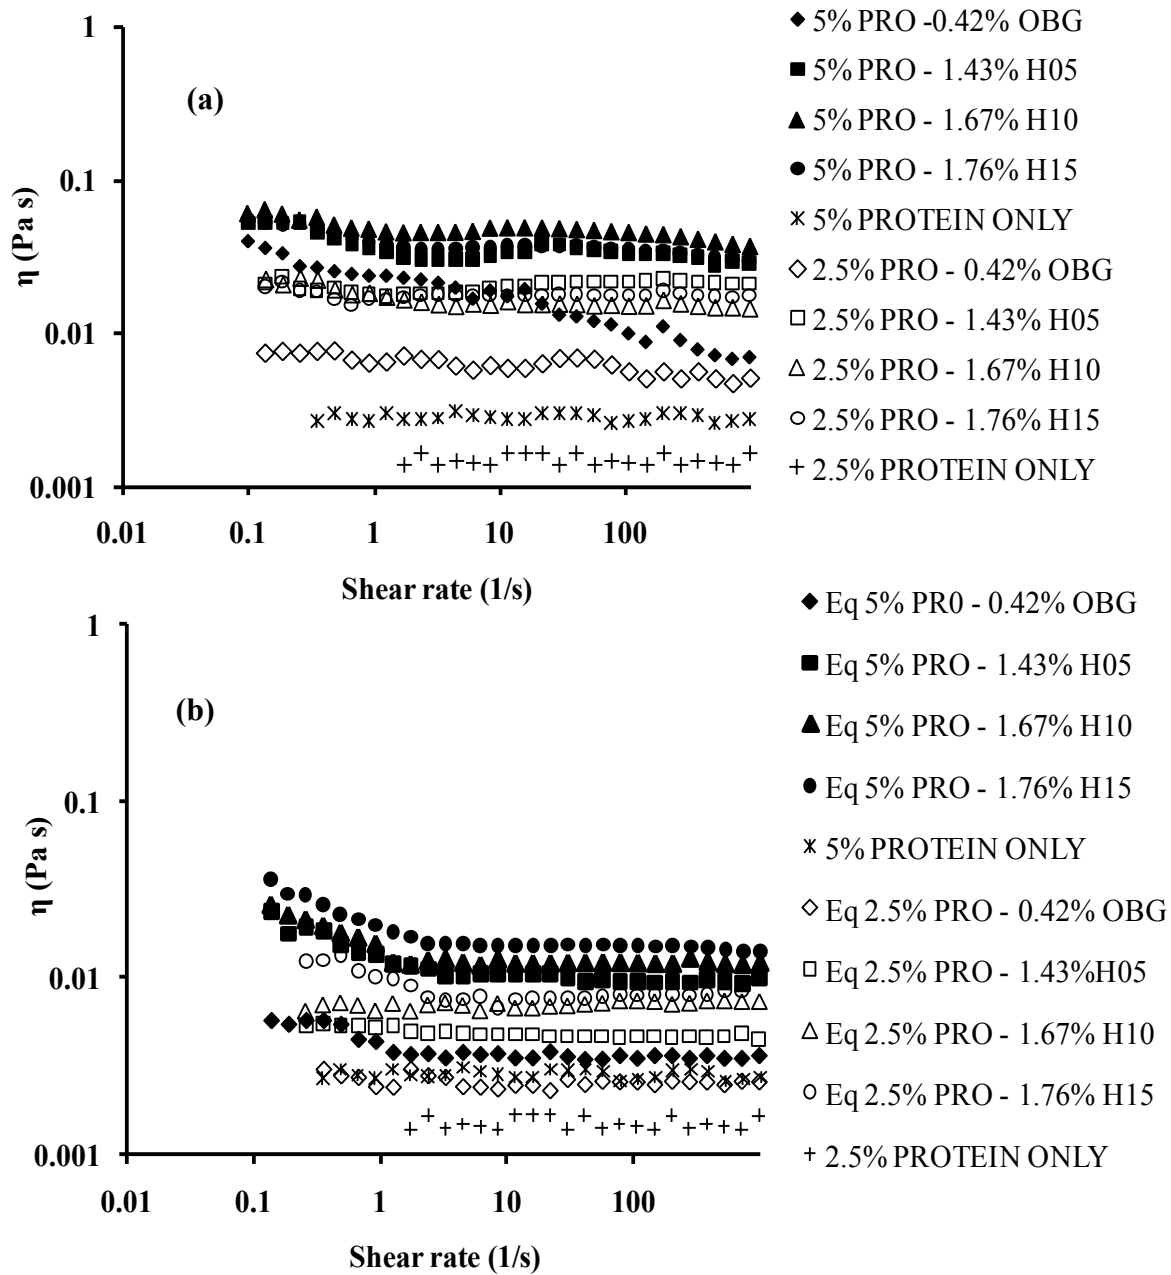 1
0.1
0.01
0.001
η (Pa s)
(a)
0.01 0.1 1 10 100
Shear rate (1/s)
5% PRO -0.42% OBG
5% PRO - 1.43% H05
5% PRO - 1.67% H10
5% PRO - 1.76% H15
5% PROTEIN ONLY
2.5% PRO - 0.42% OBG
2.5% PRO - 1.43% H05
2.5% PRO - 1.67% H10
2.5% PRO - 1.76% H15
2.5% PROTEIN ONLY
1
0.1
0.01
0.001
η (Pa s)
(b)
0.01 0.1 1 10 100
Shear rate (1/s)
Eq 5% PR0 - 0.42% OBG
Eq 5% PRO - 1.43% H05
Eq 5% PRO - 1.67% H10
Eq 5% PRO - 1.76% H15
5% PROTEIN ONLY
Eq 2.5% PRO - 0.42% OBG
Eq 2.5% PRO - 1.43%H05
Eq 2.5% PRO - 1.67% H10
Eq 2.5% PRO - 1.76% H15
2.5% PROTEIN ONLY